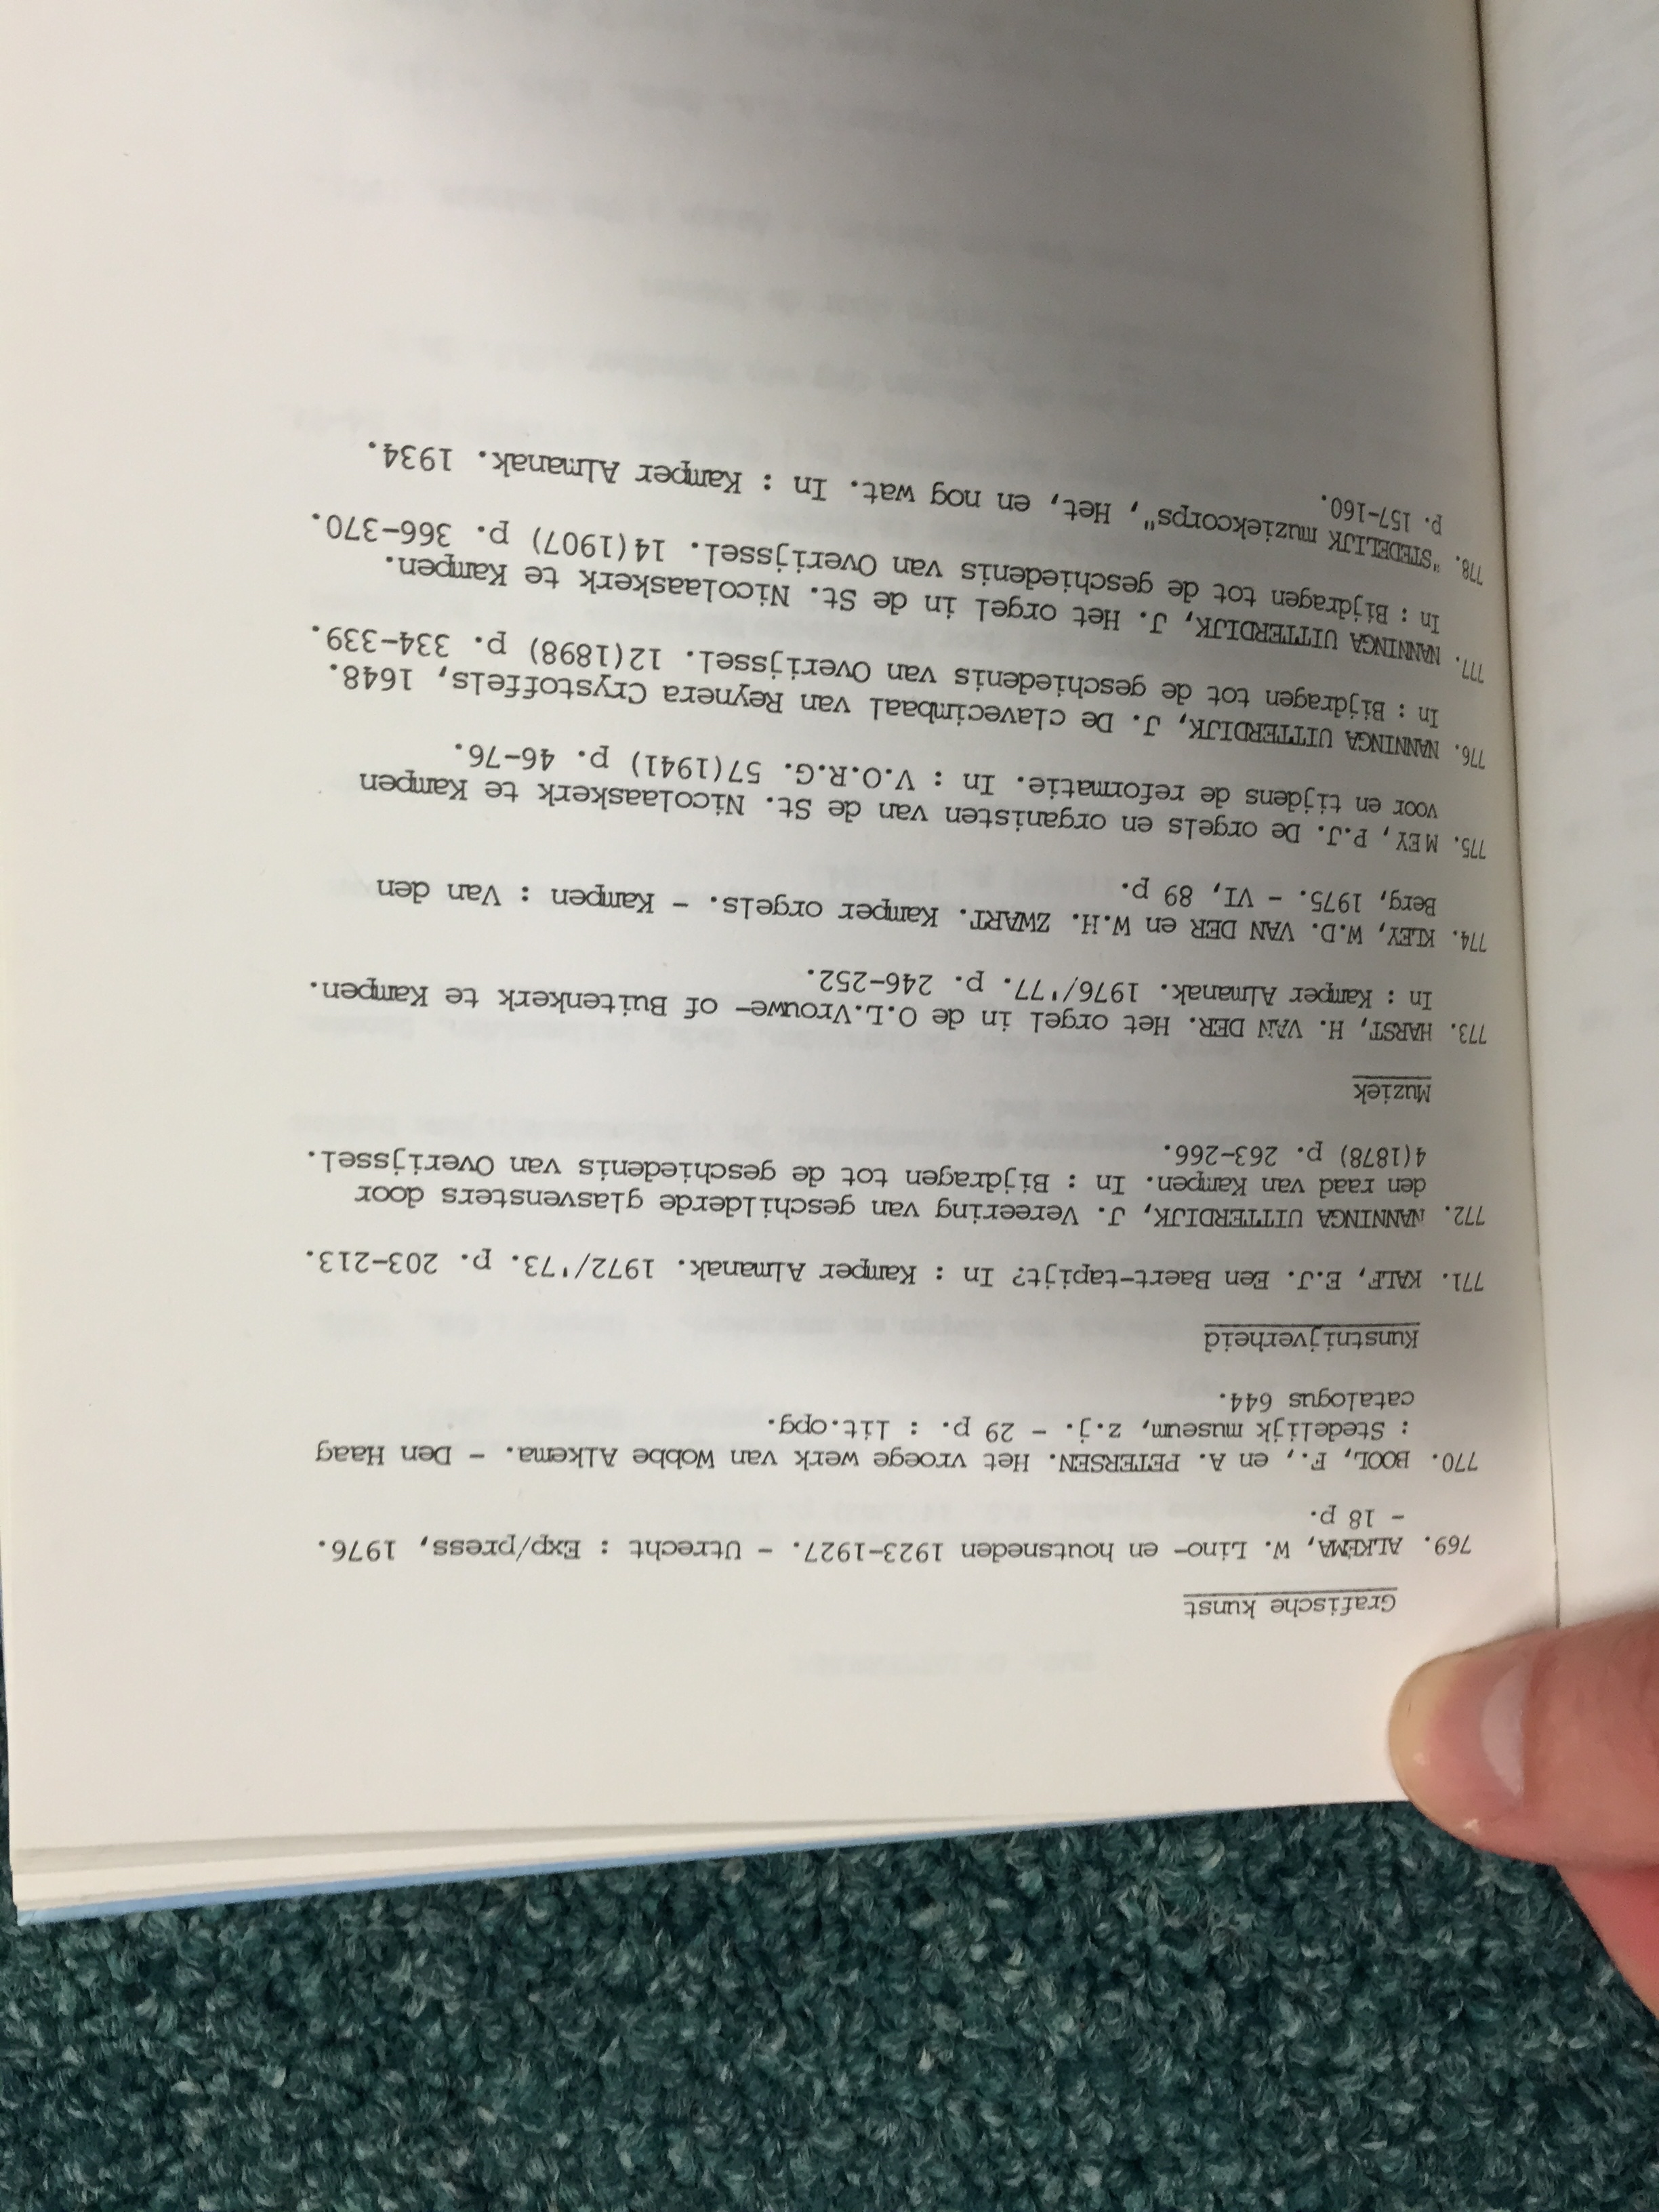 Grafische kunst
769. ALKEMA, W. Lino- en houtsneden 1923-1927. - Utrecht : Exp/press, 1976.
- 18 p.
770. BOOL, F., en A. PETERSEN. Het vroege werk van Wobbe Alkema. - Den Haag
: Stedelijk museum, z.j. - 29 p. : lit.opg.
catalogus 644.
Kunstnijverheid
771. KALF, E.J. Een Baert-tapijt? In : Kamper Almanak. 1972/'73. p. 203-213.
772. NANNINGA UITTERDIJK, J. Vereering van geschilderde glasvensters door
den raad van Kampen. In : Bijdragen tot de geschiedenis van Overijssel.
4(1878) p. 263-266.
Muziek
773. HARST, H. VAN DER. Het orgel in de O.L.Vrouwe- of Buitenkerk te Kampen.
In : Kamper Almanak. 1976/'77. p. 246-252.
774. KLEY, W.D. VAN DER en W.H. ZWART. Kamper orgels. - Kampen : Van den
Berg, 1975. - VI, 89 p.
775. MEY, P.J. De orgels en organisten van de St. Nicolaaskerk te Kampen
voor en tijdens de reformatie. In : V.O.R.G. 57(1941) p. 46-76.
776. NANNINGA UITTERDIJK, J. De clavecimbaal van Reynera Crystoffels, 1648.
In : Bijdragen tot de geschiedenis van Overijssel. 12(1898) p. 334-339.
777. NANNINGA UITTERDIJK, J. Het orgel in de St. Nicolaaskerk te Kampen.
In : Bijdragen tot de geschiedenis van Overijssel. 14(1907) p. 366-370.
778. "STEDELIJK muziekcorps", Het, en nog wat. In : Kamper Almanak. 1934.
p. 157-160.